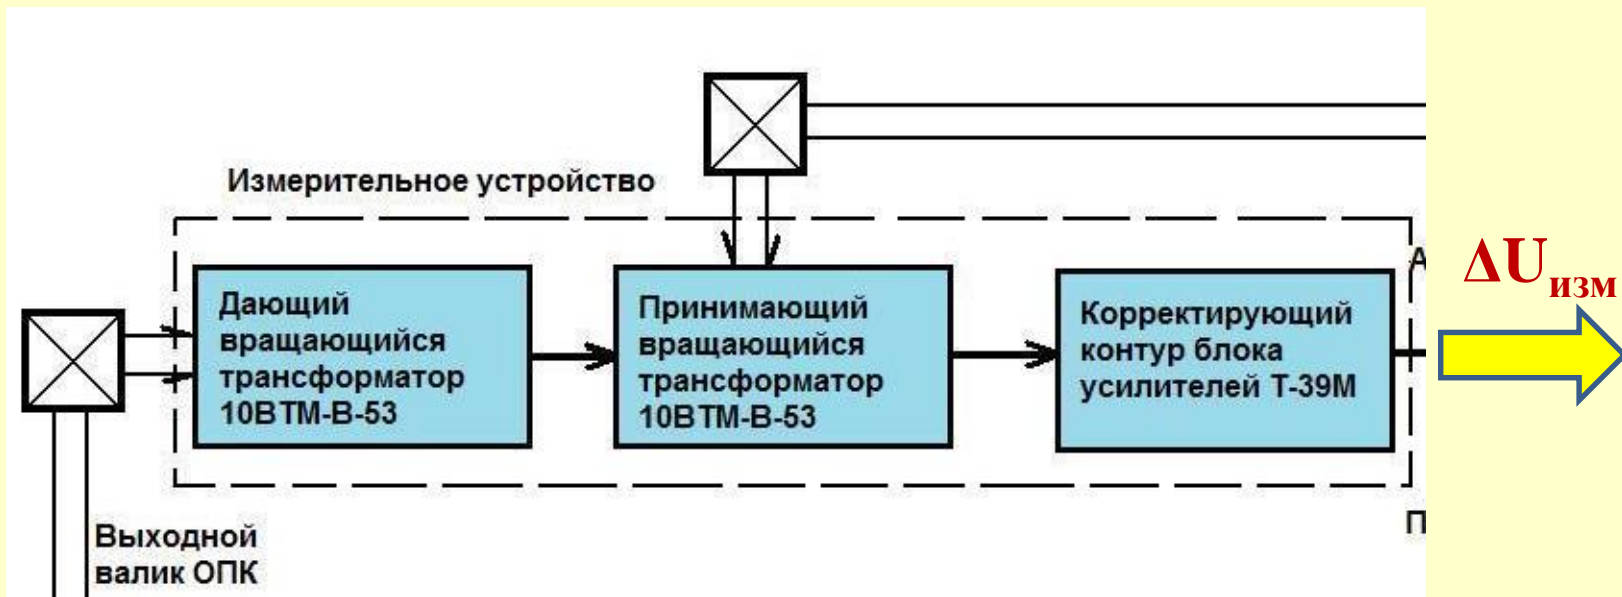 Измерительное устройство
Дающий
вращающийся
трансформатор
10ВТМ-В-53
Принимающий
вращающийся
трансформатор
10ВТМ-В-53
Корректирующий
контур блока
усилителей Т-39М
ΔUизм
Выходной
валик ОПК